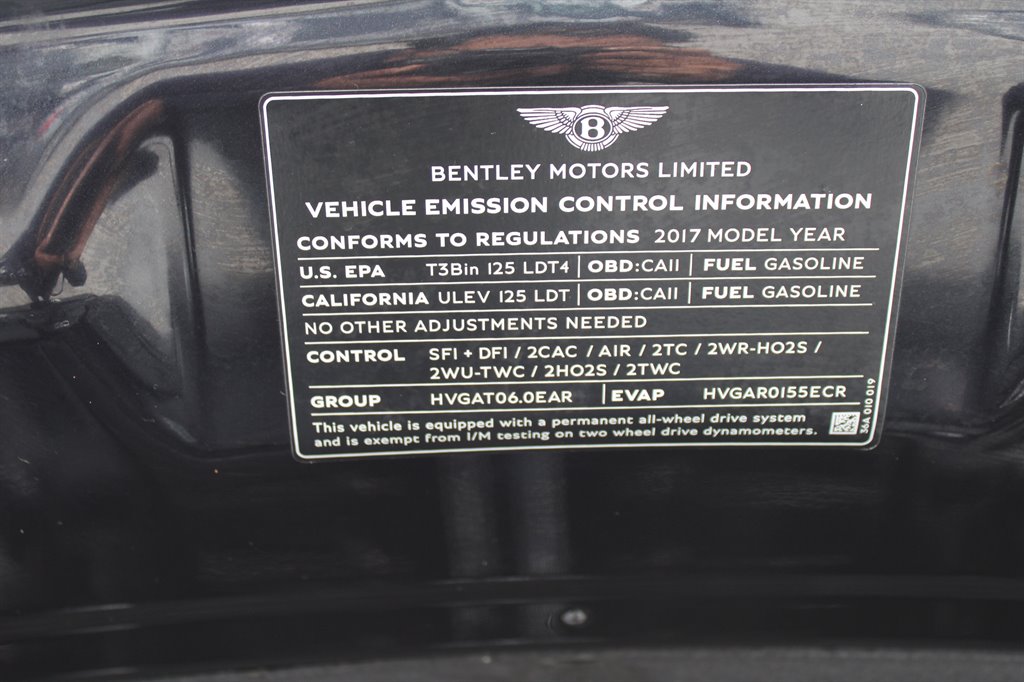 B
BENTLEY MOTORS LIMITED
VEHICLE EMISSION CONTROL INFORMATION
CONFORMS TO REGULATIONS 2017 MODEL YEAR
U.S. EPA T3Bin 125 LDT4 | OBD:CAII | FUEL GASOLINE
CALIFORNIA ULEV 125 LDT | OBD:CAII | FUEL GASOLINE
NO OTHER ADJUSTMENTS NEEDED
CONTROL SFI + DFI / 2CAC / AIR / 2TC / 2WR-HO2S /
2WU-TWC / 2HO2S / 2TWC
GROUP HVGAT06.0EAR | EVAP HVGAR0155ECR
This vehicle is equipped with a permanent all-wheel drive system
and is exempt from I/M testing on two wheel drive dynamometers.
36A 010 019